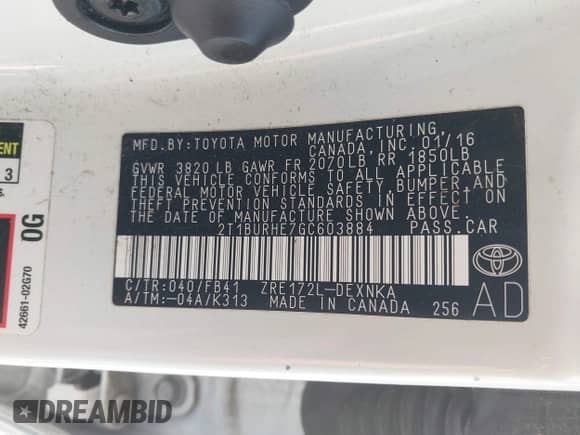 MFD.BY:TOYOTA MOTOR MANUFACTURING,
CANADA,INC.01/16
GVWR 3820LB GAWR FR 2070LB RR 1850LB
THIS VEHICLE CONFORMS TO ALL APPLICABLE
FEDERAL MOTOR VEHICLE SAFETY,BUMPER,AND
THEFT PREVENTION STANDARDS IN EFFECT ON
THE DATE OF MANUFACTURE SHOWN ABOVE.
2T1BURHE7GC603884 PASS.CAR
C/TR:040/FB41 ZRE172L-DEXNKA
A/TM:-04A/K313 MADE IN CANADA 256
AD
3
0G
42661-02G70
DREAMBID